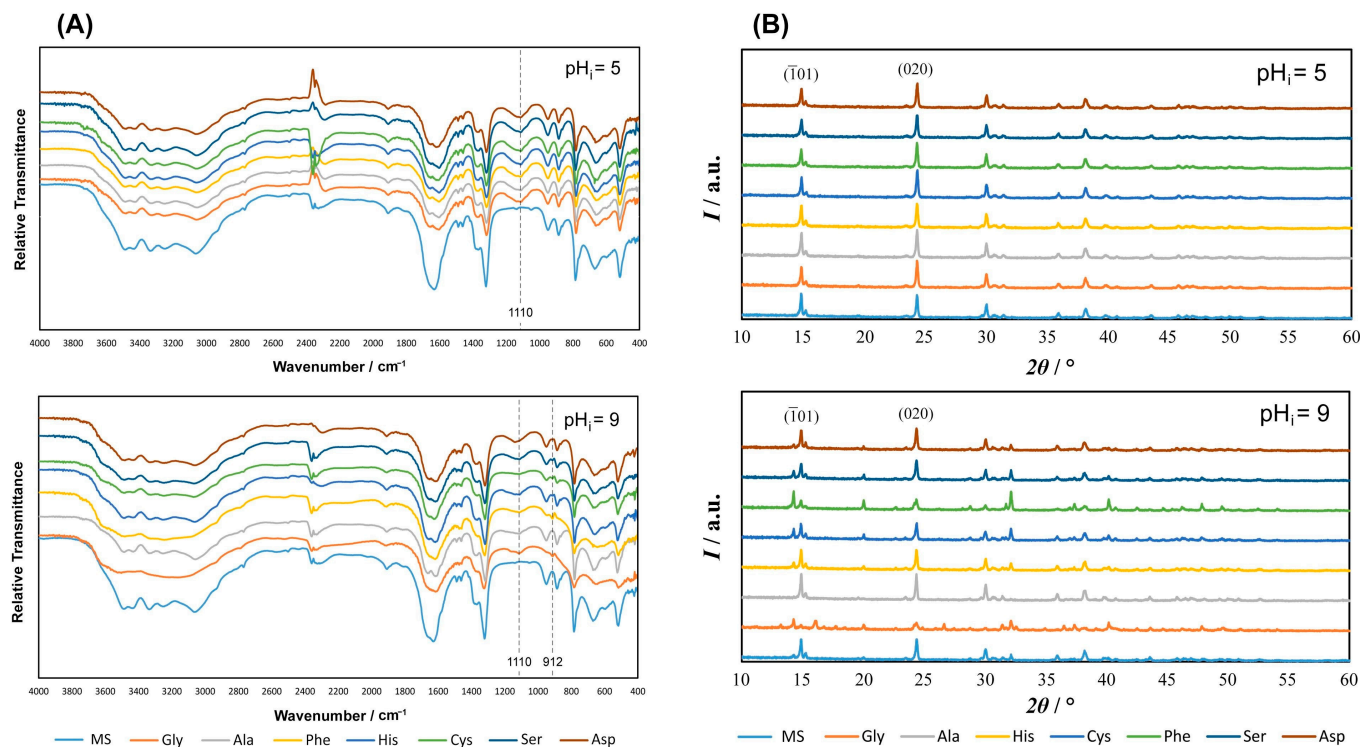 (A)
pHᵢ = 5
Relative Transmittance
1110
4000 3800 3600 3400 3200 3000 2800 2600 2400 2200 2000 1800 1600 1400 1200 1000 800 600 400
Wavenumber / cm⁻¹
pHᵢ = 9
Relative Transmittance
1110 912
4000 3800 3600 3400 3200 3000 2800 2600 2400 2200 2000 1800 1600 1400 1200 1000 800 600 400
Wavenumber / cm⁻¹
MS Gly Ala Phe His Cys Ser Asp
(B)
(1̅01) (020) pHᵢ = 5
I / a.u.
10 15 20 25 30 35 40 45 50 55 60
2θ / °
(1̅01) (020) pHᵢ = 9
I / a.u.
10 15 20 25 30 35 40 45 50 55 60
2θ / °
MS Gly Ala His Cys Phe Ser Asp